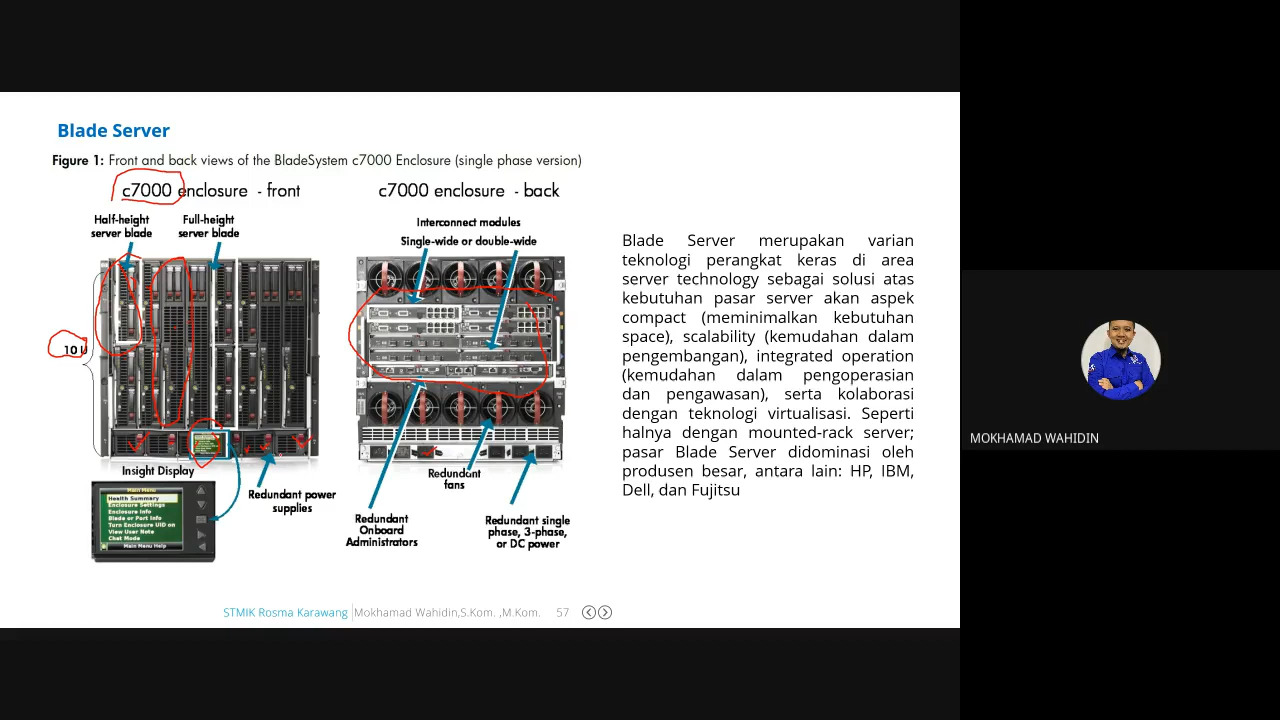 Blade Server
Figure 1: Front and back views of the BladeSystem c7000 Enclosure (single phase version)
c7000 enclosure - front
c7000 enclosure - back
Half-height
server blade
Full-height
server blade
10U
Insight Display
Main Menu
Health Summary
Enclosure Settings
Enclosure Info
Blade or Port Info
Turn Enclosure UID on
View User Note
Chat Mode
Main Menu Help
Redundant power
supplies
Interconnect modules
Single-wide or double-wide
Redundant
fans
Redundant
Onboard
Administrators
Redundant single
phase, 3-phase,
or DC power
Blade Server merupakan varian
teknologi perangkat keras di area
server technology sebagai solusi atas
kebutuhan pasar server akan aspek
compact (meminimalkan kebutuhan
space), scalability (kemudahan dalam
pengembangan), integrated operation
(kemudahan dalam pengoperasian
dan pengawasan), serta kolaborasi
dengan teknologi virtualisasi. Seperti
halnya dengan mounted-rack server;
pasar Blade Server didominasi oleh
produsen besar, antara lain: HP, IBM,
Dell, dan Fujitsu
STMIK Rosma Karawang Mokhamad Wahidin,S.Kom. ,M.Kom. 57
MOKHAMAD WAHIDIN